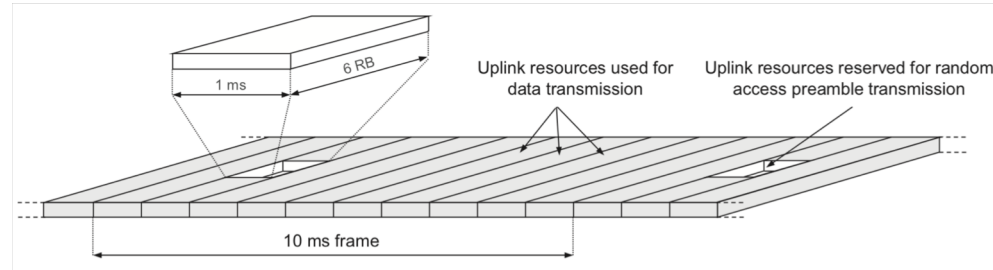 1 ms
6 RB
Uplink resources used for
data transmission
Uplink resources reserved for random
access preamble transmission
10 ms frame